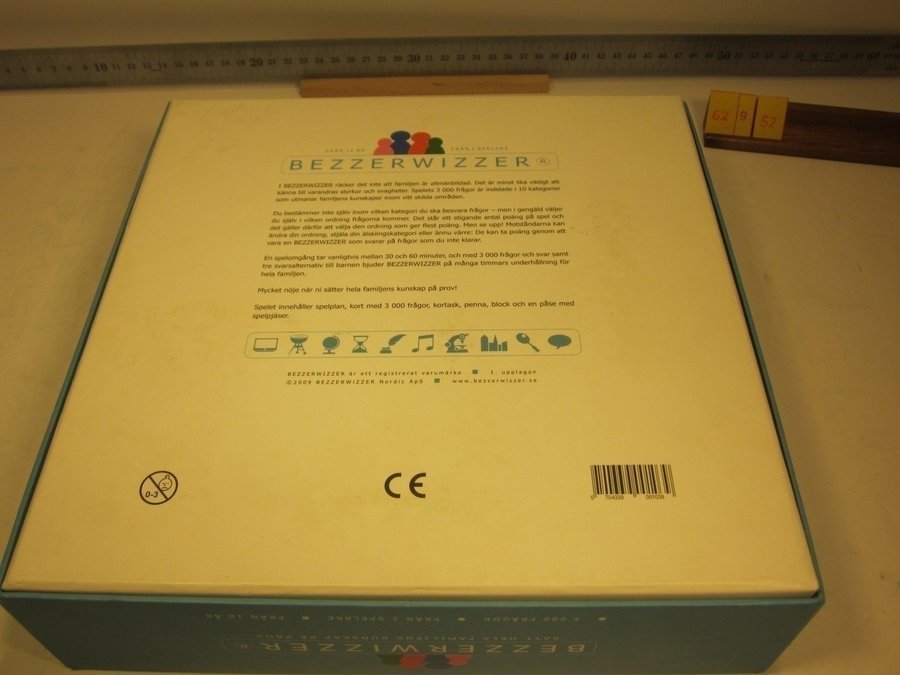 10 20 30 40 50 60
62 9 52
FRÅN 10 ÅR FRÅN 2 SPELARE
BEZZERWIZZER ®
I BEZZERWIZZER räcker det inte att familjen är allmänbildad. Det är minst lika viktigt att
känna till varandras styrkor och svagheter. Spelets 3 000 frågor är indelade i 10 kategorier
som utmanar familjens kunskaper inom vitt skilda områden.
Du bestämmer inte själv inom vilken kategori du ska besvara frågor – men i gengäld väljer
du själv i vilken ordning frågorna kommer. Det står ett stigande antal poäng på spel och
det gäller därför att välja den ordning som ger flest poäng. Men se upp! Motståndarna kan
ändra din ordning, stjäla din älsklingskategori eller ännu värre: De kan ta poäng genom att
vara en BEZZERWIZZER som svarar på frågor som du inte klarar.
En spelomgång tar vanligtvis mellan 30 och 60 minuter, och med 3 000 frågor och svar samt
tre svarsalternativ till barnen bjuder BEZZERWIZZER på många timmars underhållning för
hela familjen.
Mycket nöje när ni sätter hela familjens kunskap på prov!
Spelet innehåller spelplan, kort med 3 000 frågor, kortask, penna, block och en påse med
spelpjäser.
BEZZERWIZZER är ett registrerat varumärke 1. upplagan
©2009 BEZZERWIZZER Nordic ApS www.bezzerwizzer.se
0-3
CE
5 704339 001039
3 000 FRÅGOR FRÅN 2 SPELARE FRÅN 10 ÅR
SÄTT HELA FAMILJENS KUNSKAP PÅ PROV
BEZZERWIZZER ®